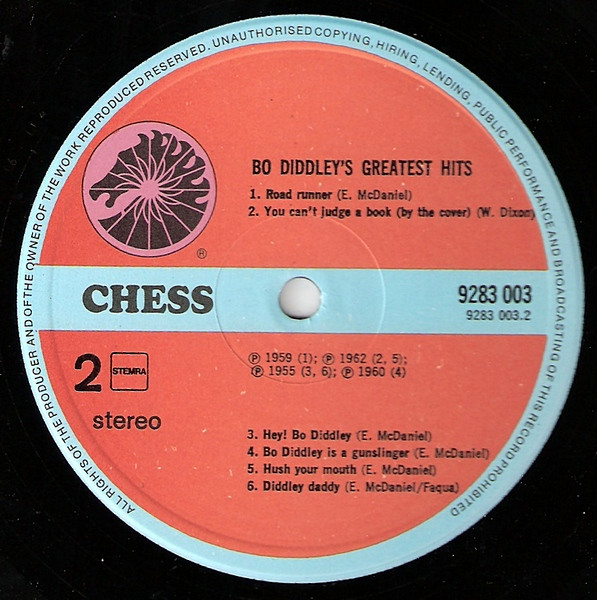 ALL RIGHTS OF THE PRODUCER AND OF THE OWNER OF THE WORK REPRODUCED RESERVED. UNAUTHORISED COPYING, HIRING, LENDING, PUBLIC PERFORMANCE AND BROADCASTING OF THIS RECORD PROHIBITED
BO DIDDLEY'S GREATEST HITS
1. Road runner (E. McDaniel)
2. You can't judge a book (by the cover) (W. Dixon)
®
CHESS
9283 003
9283 003.2
℗ 1959 (1); ℗ 1962 (2, 5);
℗ 1955 (3, 6); ℗ 1960 (4)
2 STEMRA
stereo
3. Hey! Bo Diddley (E. McDaniel)
4. Bo Diddley is a gunslinger (E. McDaniel)
5. Hush your mouth (E. McDaniel)
6. Diddley daddy (E. McDaniel/Faqua)